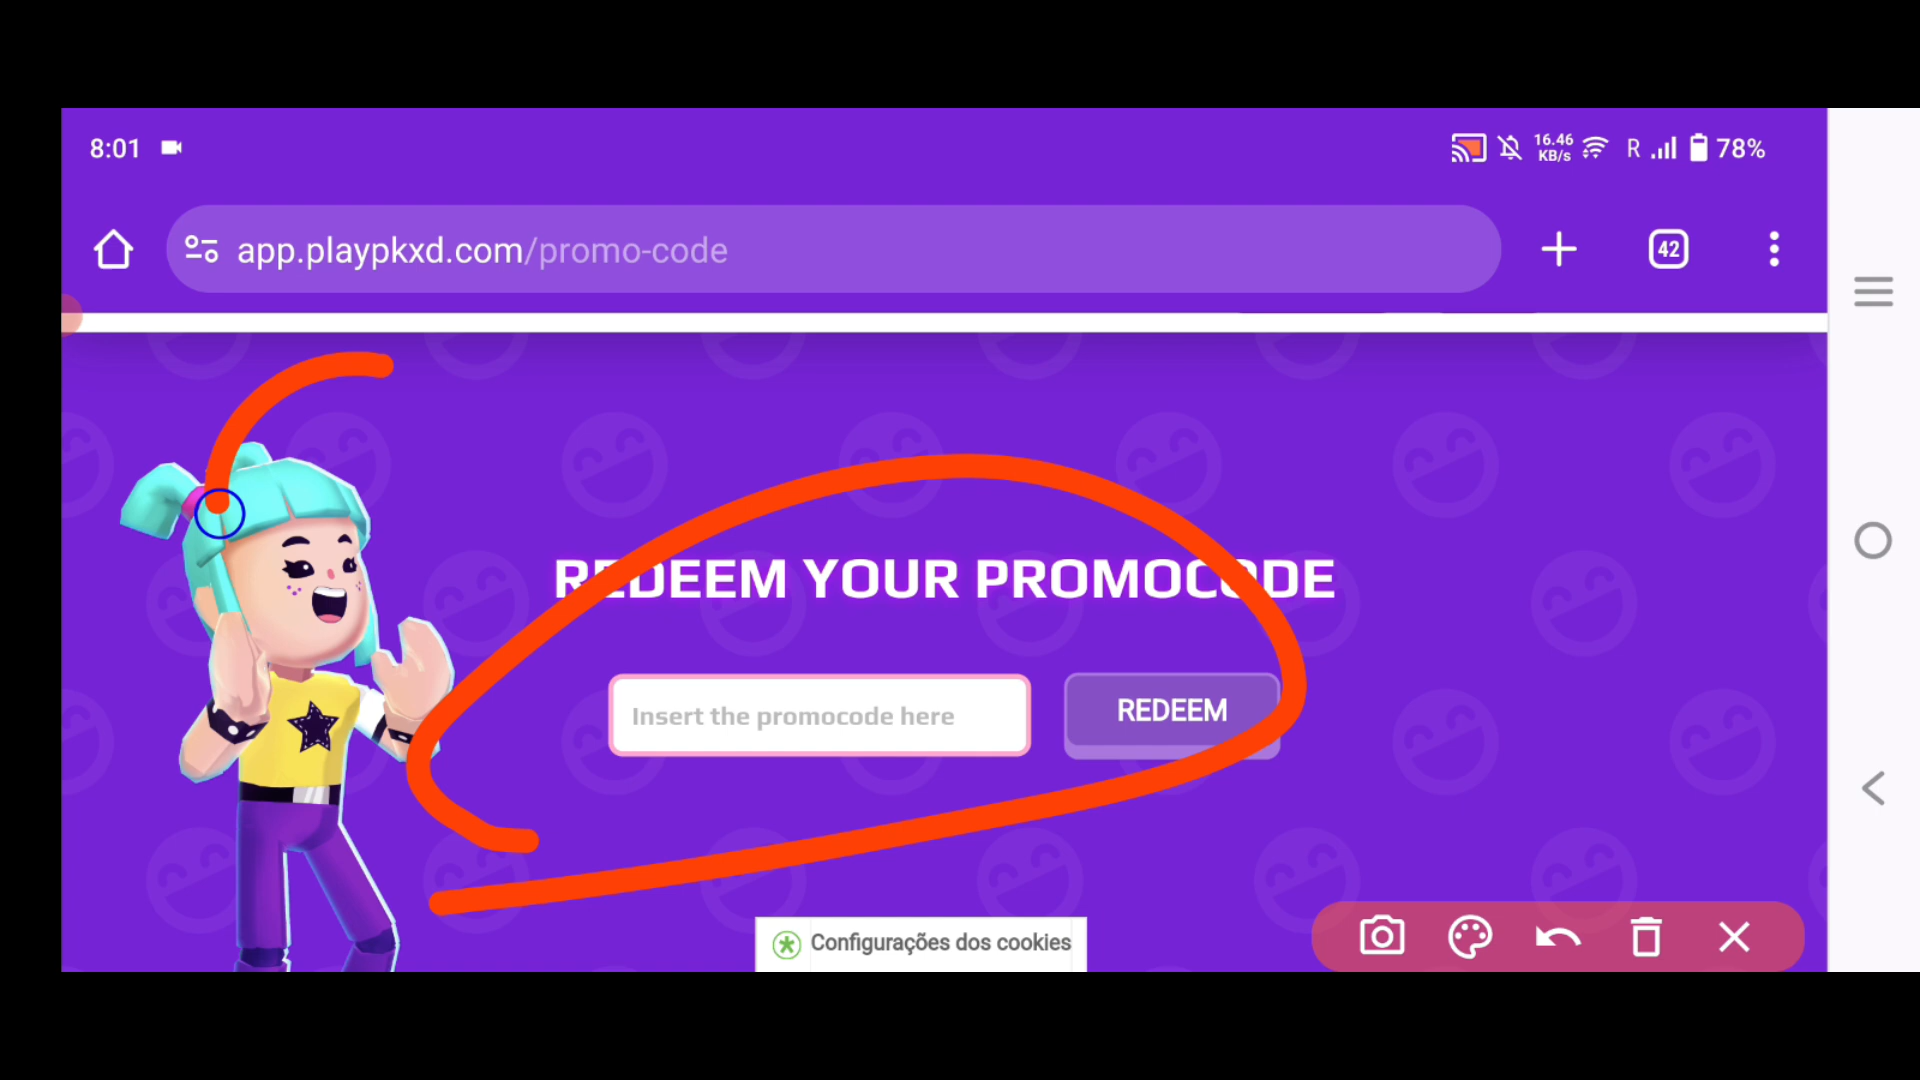 8:01
16.46
KB/s
R
78%
app.playpkxd.com/promo-code
42
REDEEM YOUR PROMOCODE
Insert the promocode here
REDEEM
Configurações dos cookies